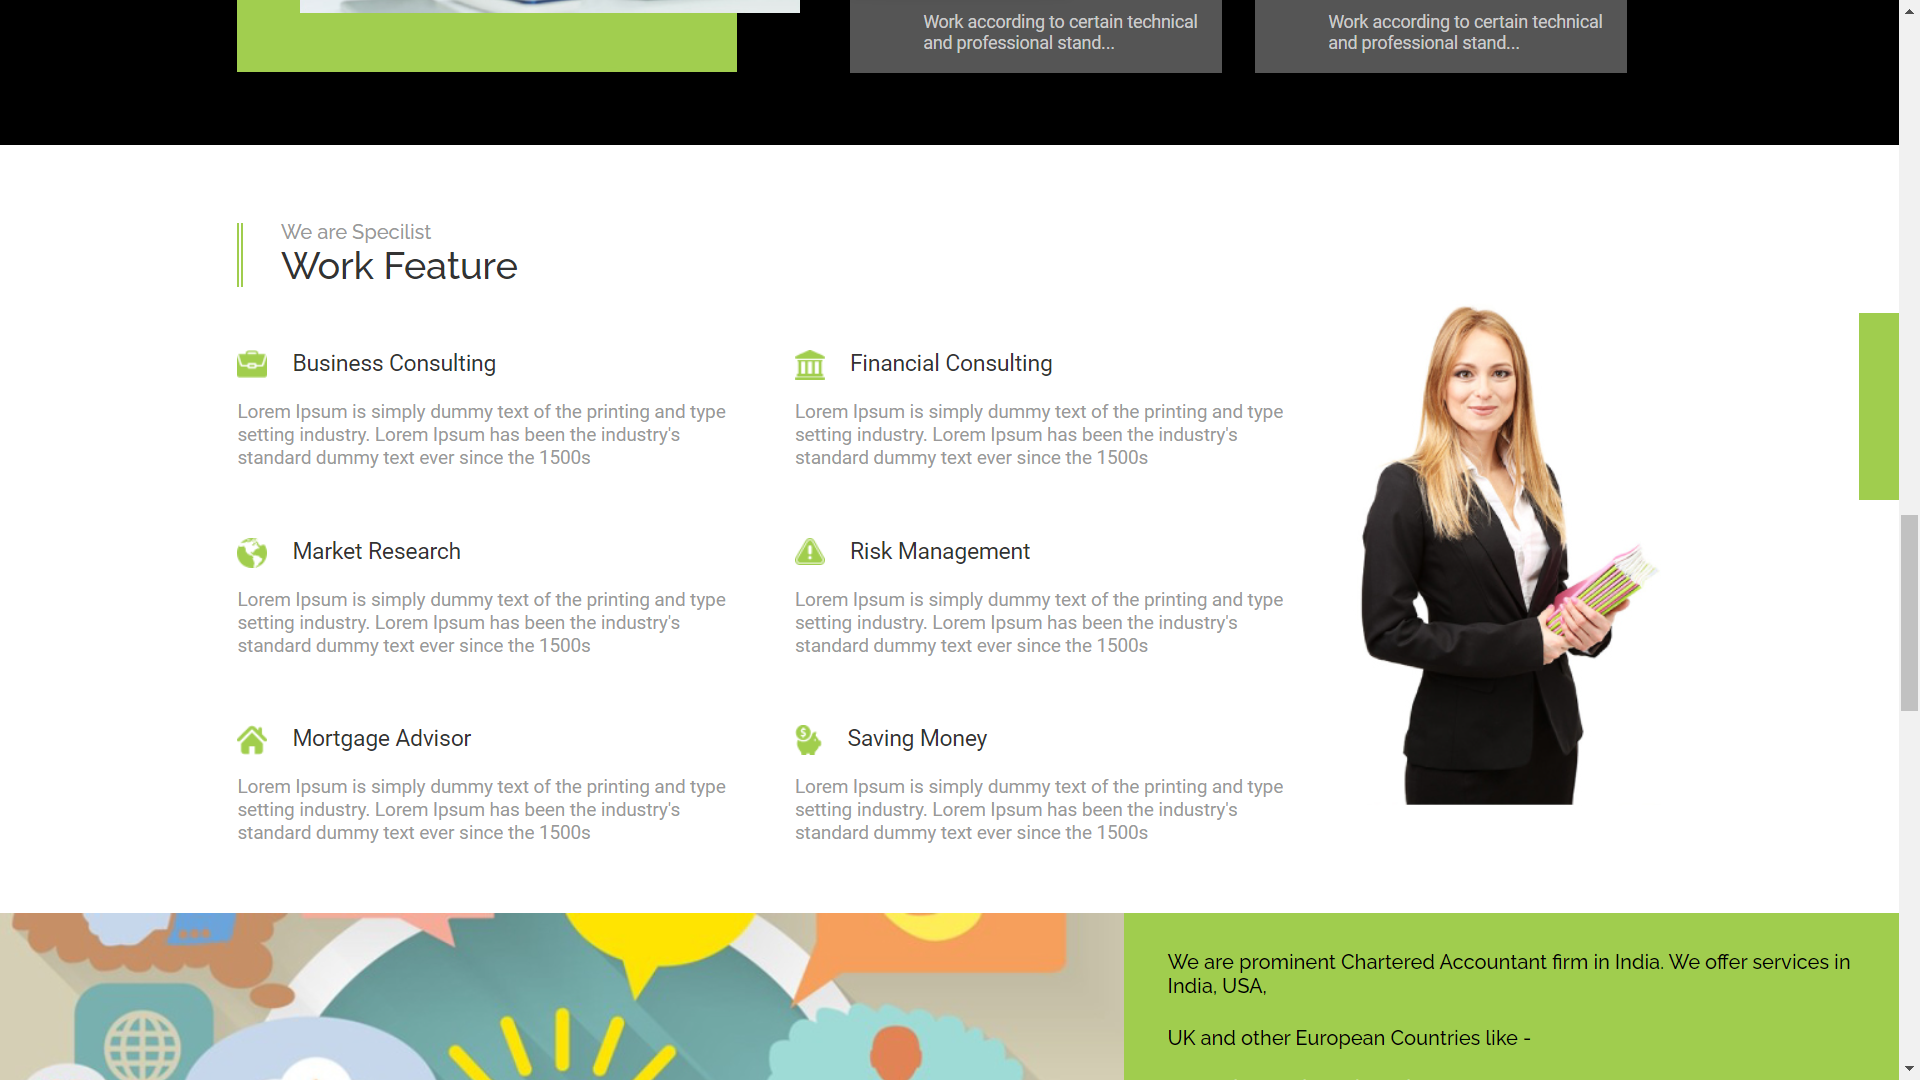 Work according to certain technical
and professional stand...
Work according to certain technical
and professional stand...
We are Specilist
Work Feature
Business Consulting
Lorem Ipsum is simply dummy text of the printing and type
setting industry. Lorem Ipsum has been the industry's
standard dummy text ever since the 1500s
Financial Consulting
Lorem Ipsum is simply dummy text of the printing and type
setting industry. Lorem Ipsum has been the industry's
standard dummy text ever since the 1500s
Market Research
Lorem Ipsum is simply dummy text of the printing and type
setting industry. Lorem Ipsum has been the industry's
standard dummy text ever since the 1500s
Risk Management
Lorem Ipsum is simply dummy text of the printing and type
setting industry. Lorem Ipsum has been the industry's
standard dummy text ever since the 1500s
Mortgage Advisor
Lorem Ipsum is simply dummy text of the printing and type
setting industry. Lorem Ipsum has been the industry's
standard dummy text ever since the 1500s
Saving Money
Lorem Ipsum is simply dummy text of the printing and type
setting industry. Lorem Ipsum has been the industry's
standard dummy text ever since the 1500s
We are prominent Chartered Accountant firm in India. We offer services in
India, USA,
UK and other European Countries like -